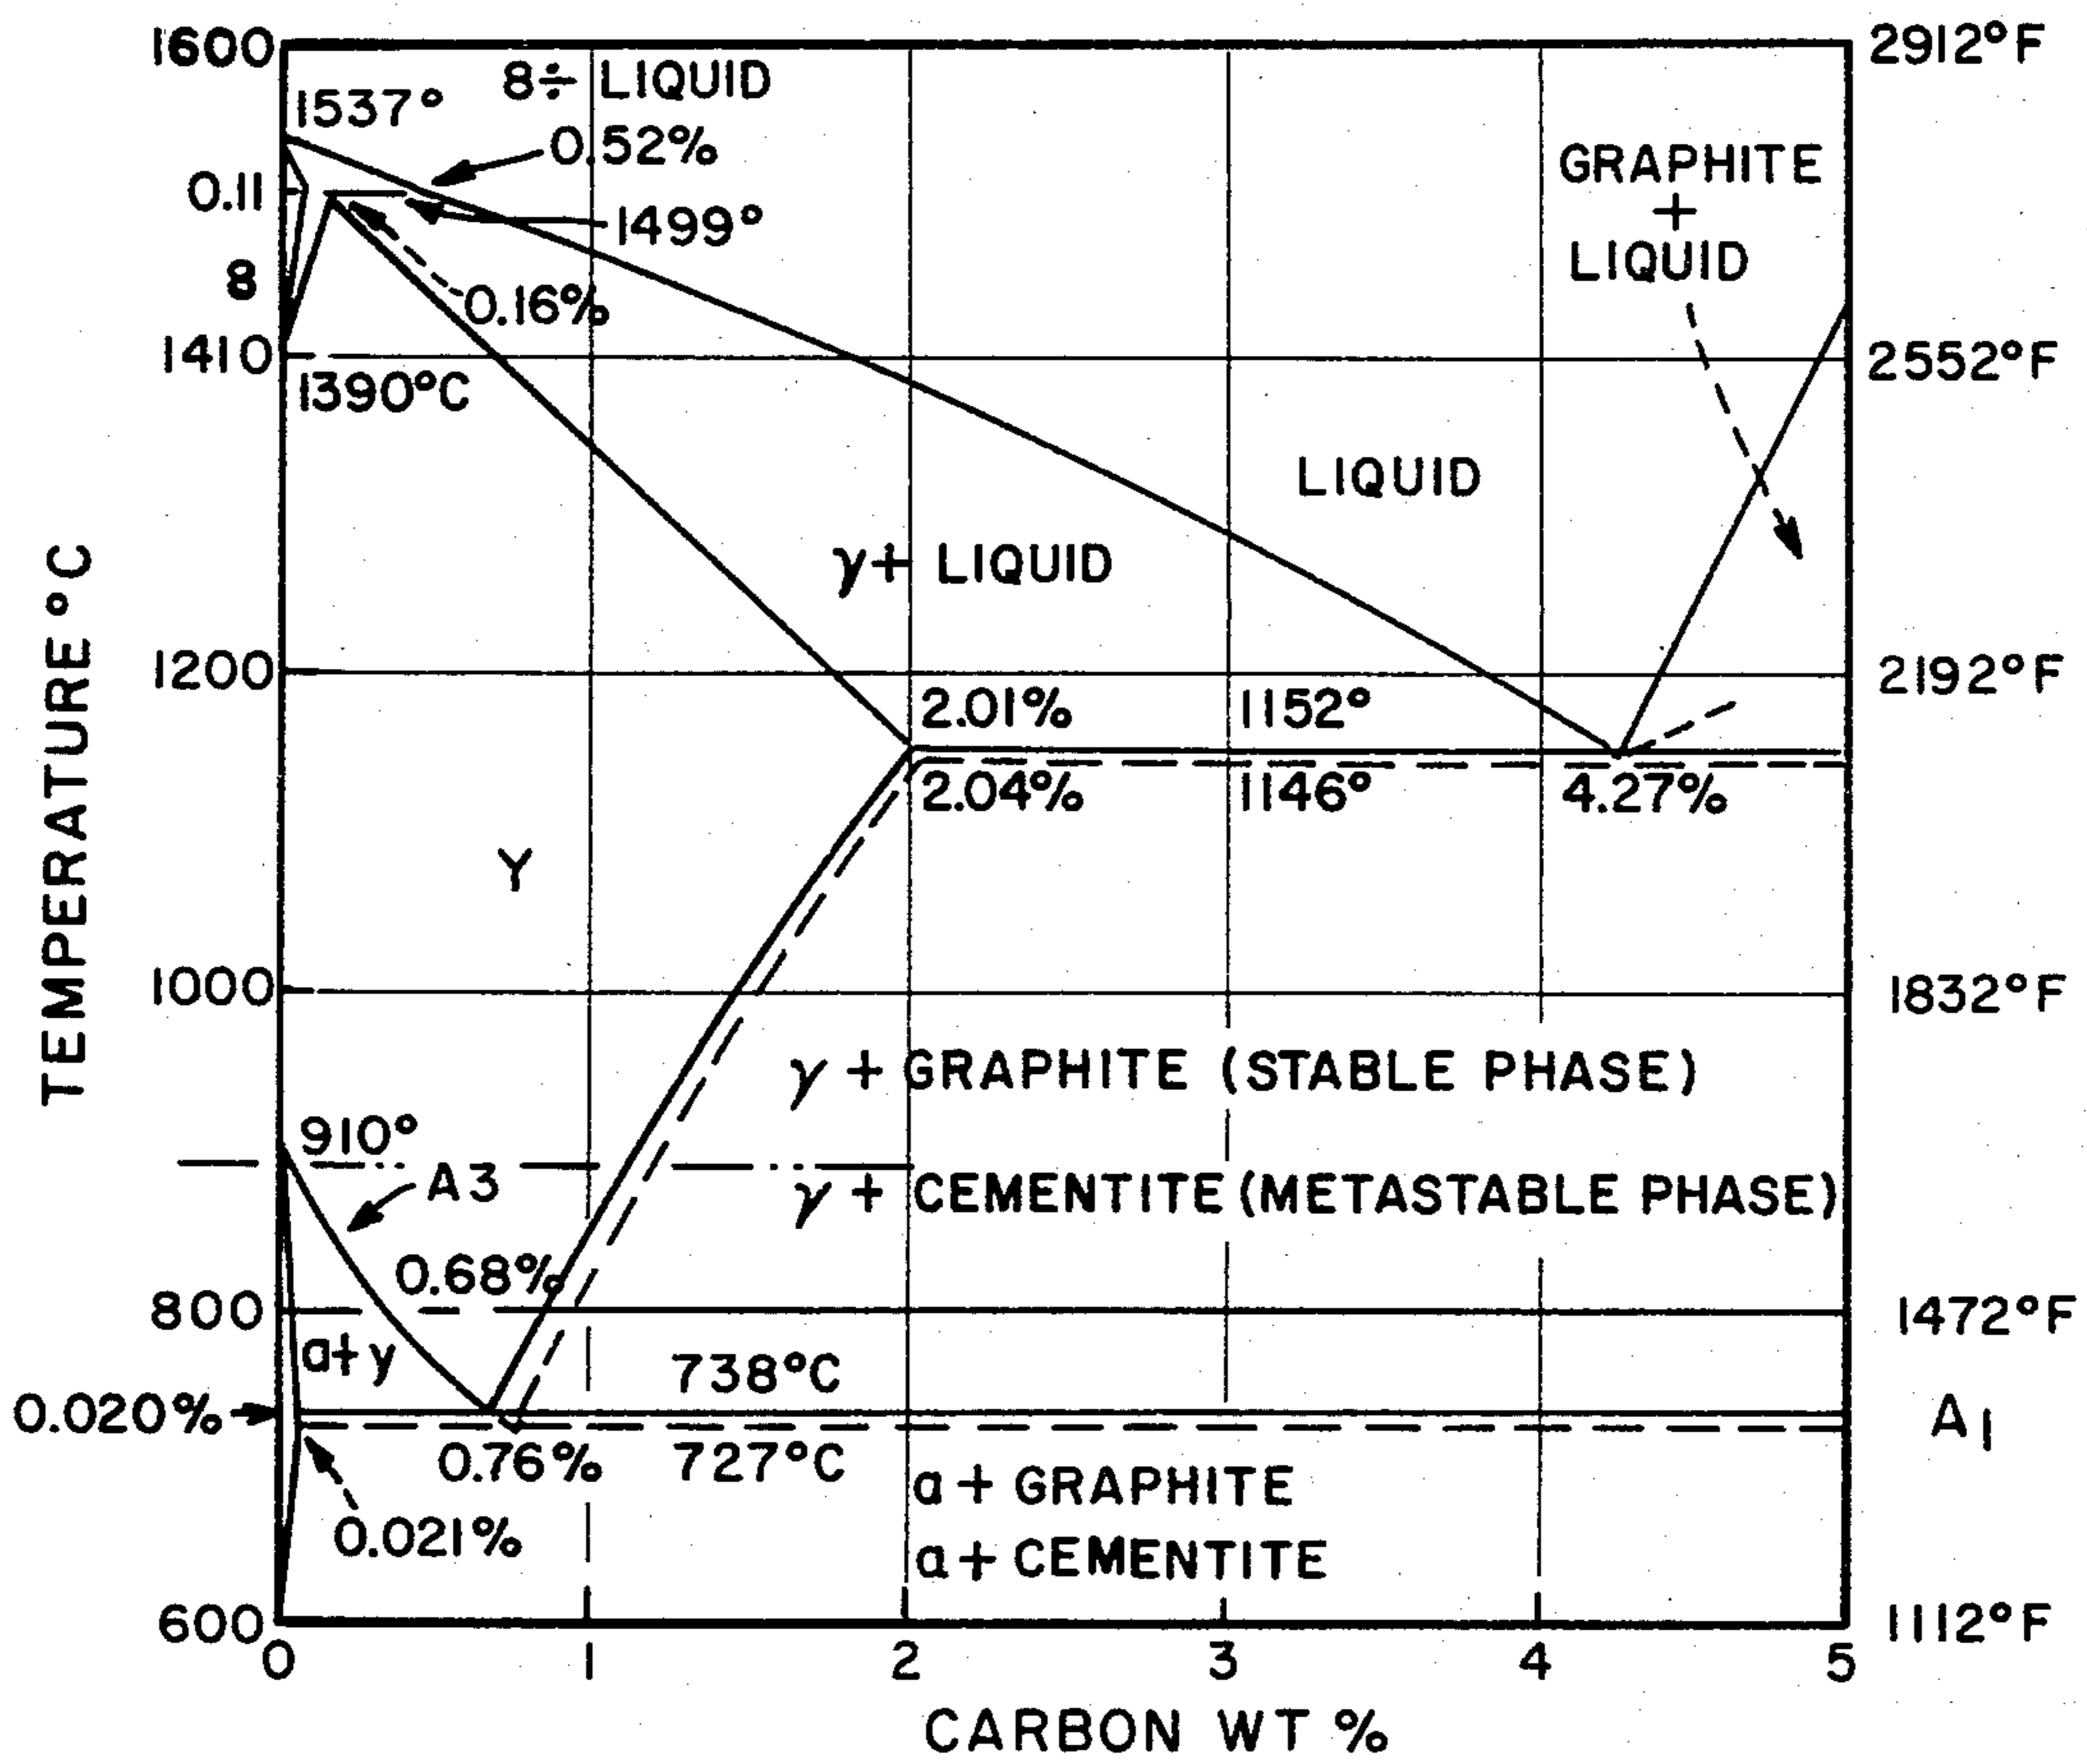 1600
2912°F
8÷ LIQUID
1537°
0.52%
GRAPHITE
+
LIQUID
0.11
1499°
8
0.16%
1410
2552°F
1390°C
LIQUID
γ+ LIQUID
TEMPERATURE °C
1200
2192°F
2.01%
1152°
2.04%
1146°
4.27%
Y
1000
1832°F
γ + GRAPHITE (STABLE PHASE)
910°
A3
γ + CEMENTITE (METASTABLE PHASE)
0.68%
800
1472°F
a+y
738°C
0.020%
A1
0.76%
727°C
a + GRAPHITE
0.021%
a + CEMENTITE
600
1112°F
0 1 2 3 4 5
CARBON WT %